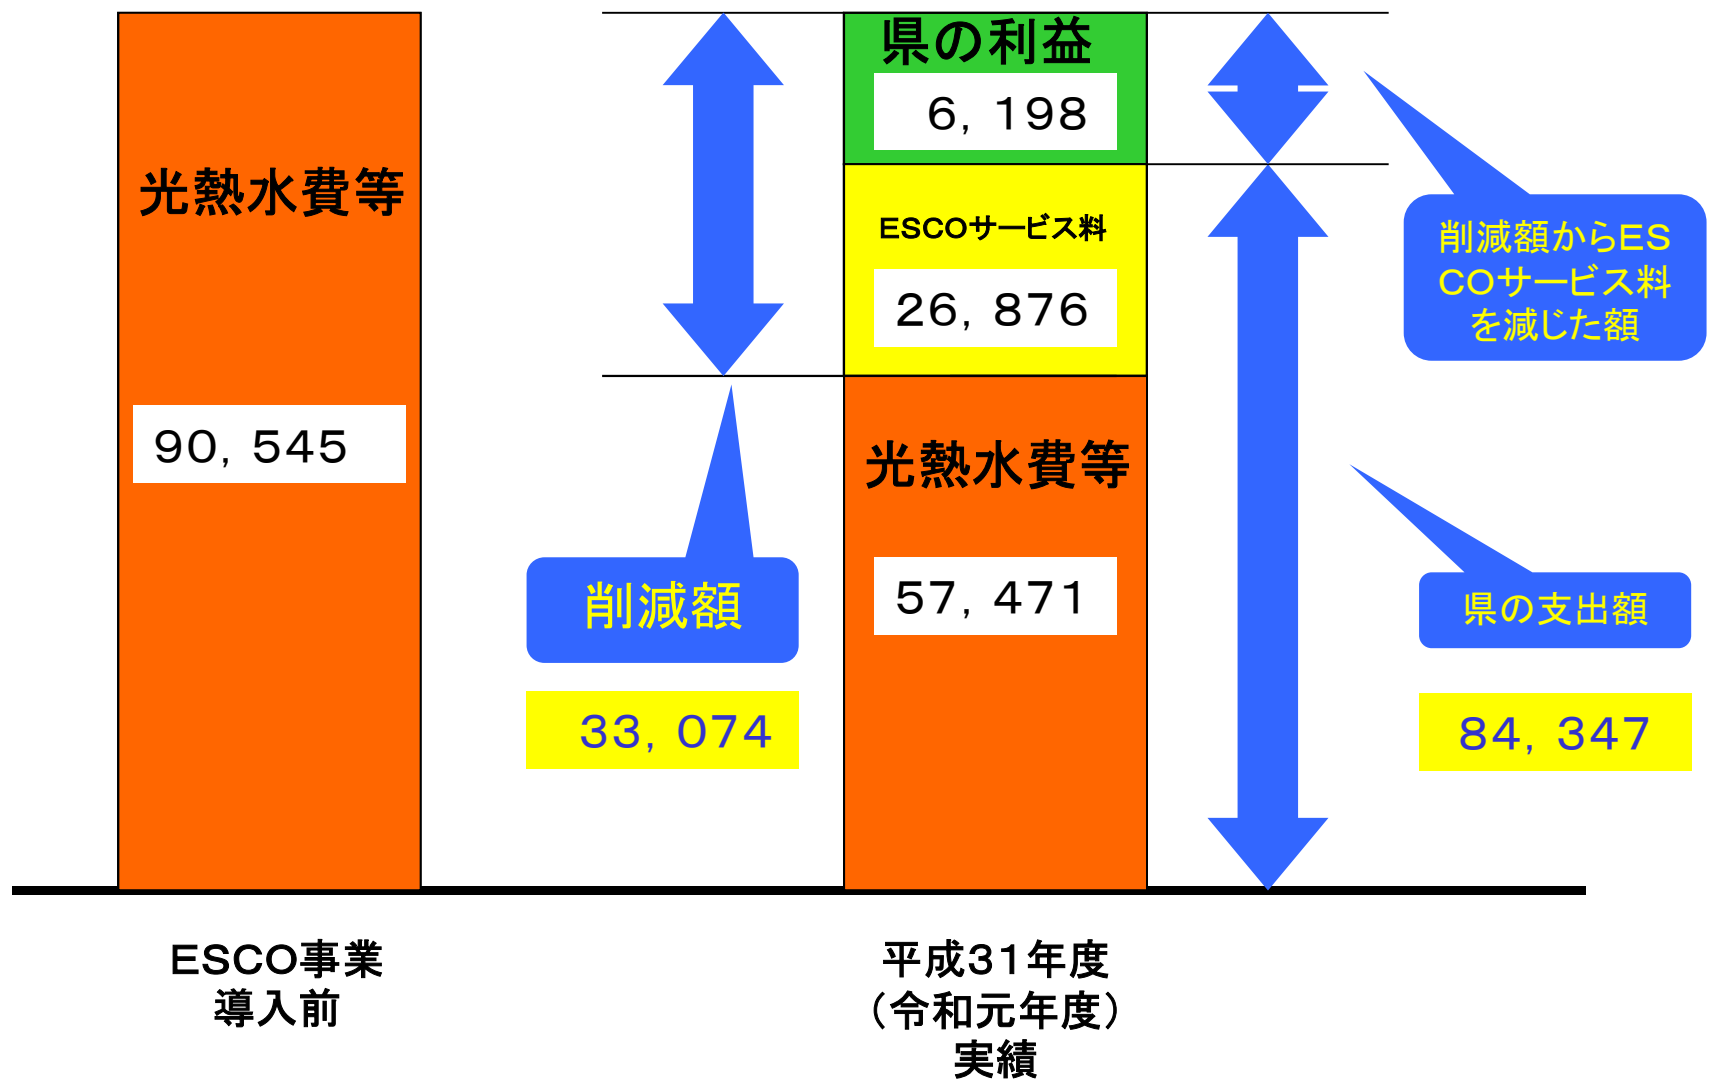 光熱水費等
90，545
県の利益
6，198
ESCOサービス料
26，876
光熱水費等
57，471
削減額
33，074
削減額からES
COサービス料
を減じた額
県の支出額
84，347
ESCO事業
導入前
平成31年度
（令和元年度）
実績